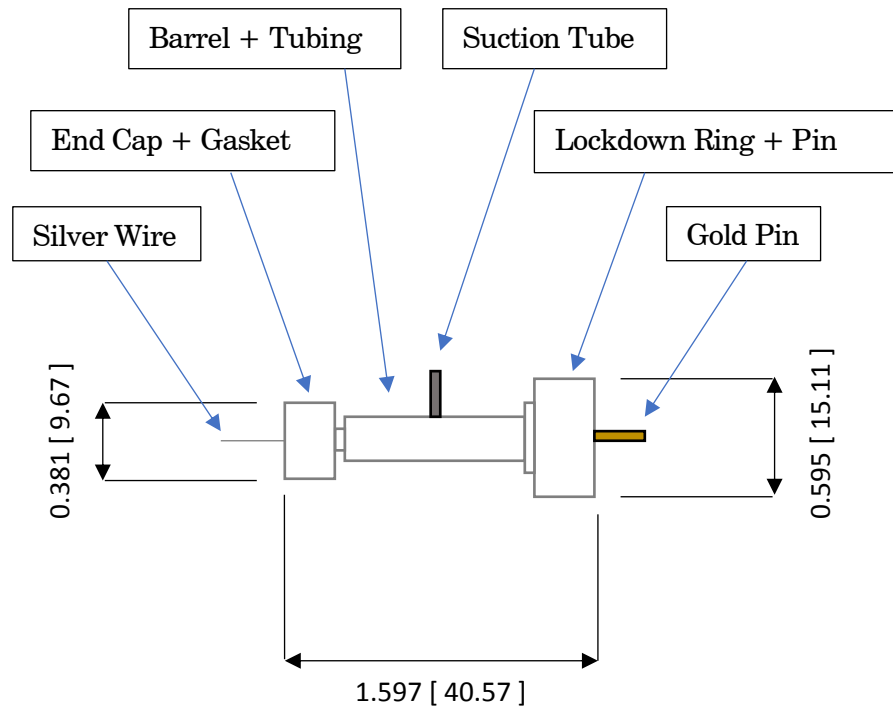 Barrel + Tubing
Suction Tube
End Cap + Gasket
Lockdown Ring + Pin
Silver Wire
Gold Pin
0.381 [ 9.67 ]
0.595 [ 15.11 ]
1.597 [ 40.57 ]